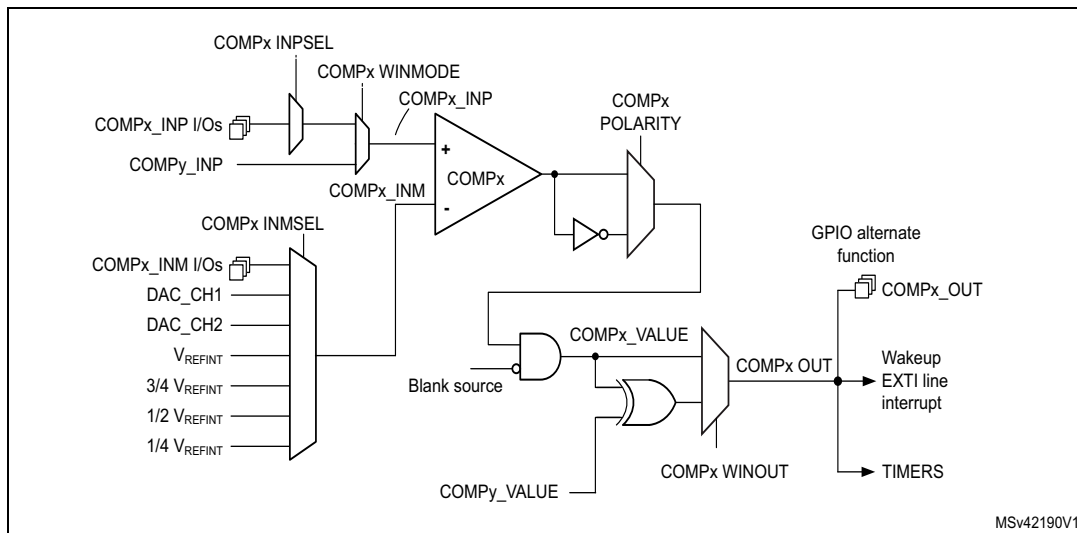 COMPx INPSEL
COMPx WINMODE
COMPx_INP
COMPx_INP I/Os
COMPy_INP
COMPx
POLARITY
+
COMPx
-
COMPx_INM
COMPx INMSEL
COMPx_INM I/Os
DAC_CH1
DAC_CH2
VREFINT
3/4 VREFINT
1/2 VREFINT
1/4 VREFINT
GPIO alternate
function
COMPx_OUT
Blank source
COMPx_VALUE
COMPx OUT
Wakeup
EXTI line
interrupt
COMPx WINOUT
TIMERS
COMPy_VALUE
MSv42190V1